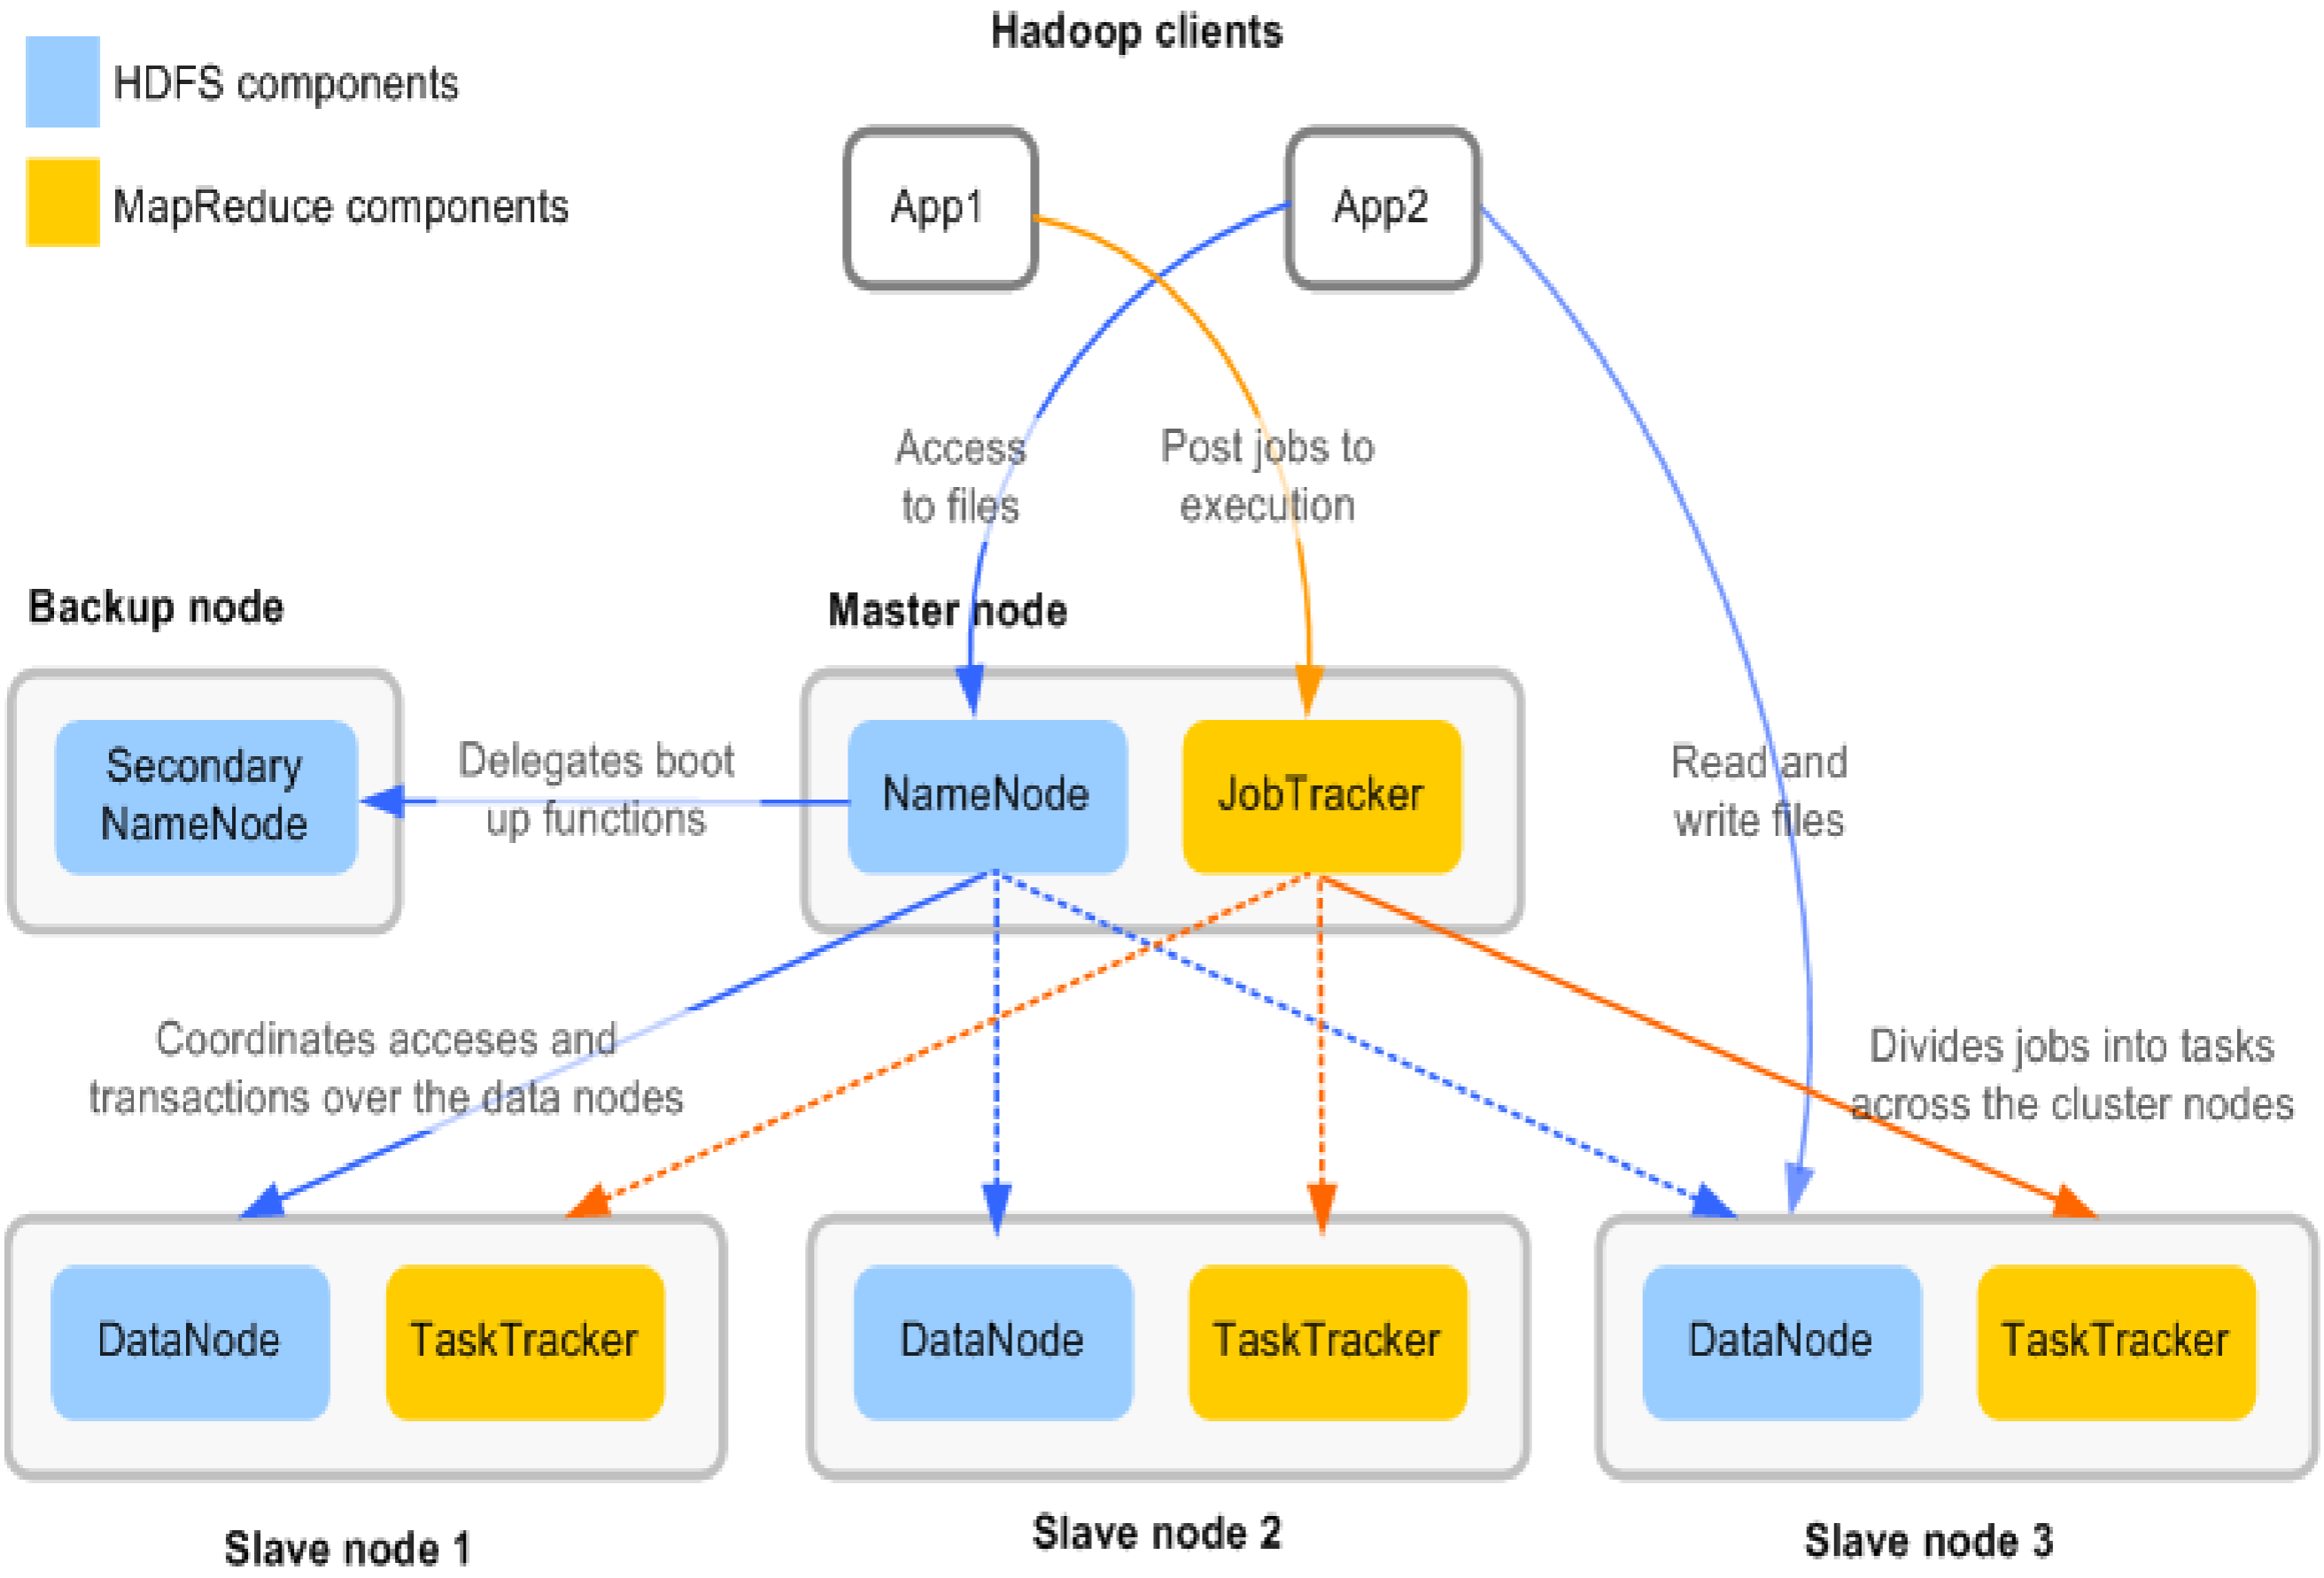 Hadoop clients
HDFS components
MapReduce components
App1
App2
Access
to files
Post jobs to
execution
Backup node
Master node
Secondary
NameNode
Delegates boot
up functions
NameNode
JobTracker
Read and
write files
Coordinates acceses and
transactions over the data nodes
Divides jobs into tasks
across the cluster nodes
DataNode
TaskTracker
DataNode
TaskTracker
DataNode
TaskTracker
Slave node 1
Slave node 2
Slave node 3